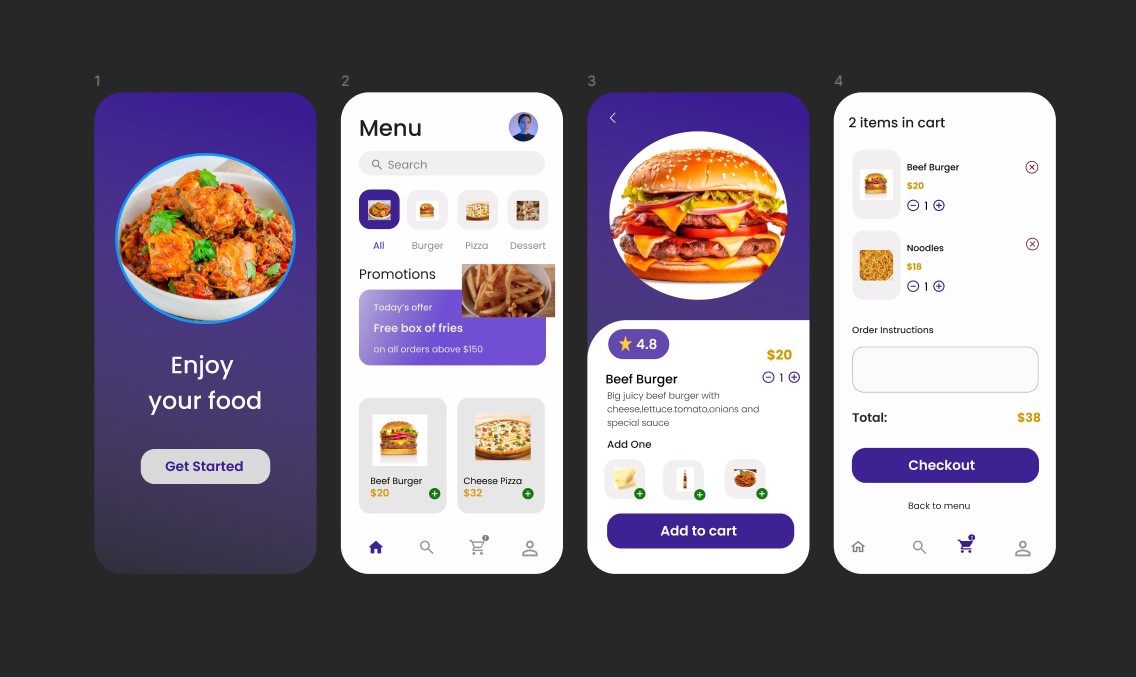 1
Enjoy
your food
Get Started
2
Menu
Search
All Burger Pizza Dessert
Promotions
Today's offer
Free box of fries
on all orders above $150
Beef Burger
$20
Cheese Pizza
$32
1
3
4.8
$20
Beef Burger
1
Big juicy beef burger with
cheese,lettuce.tomato,onions and
special sauce
Add One
Add to cart
4
2 items in cart
Beef Burger
$20
1
Noodles
$18
1
Order Instructions
Total: $38
Checkout
Back to menu
2